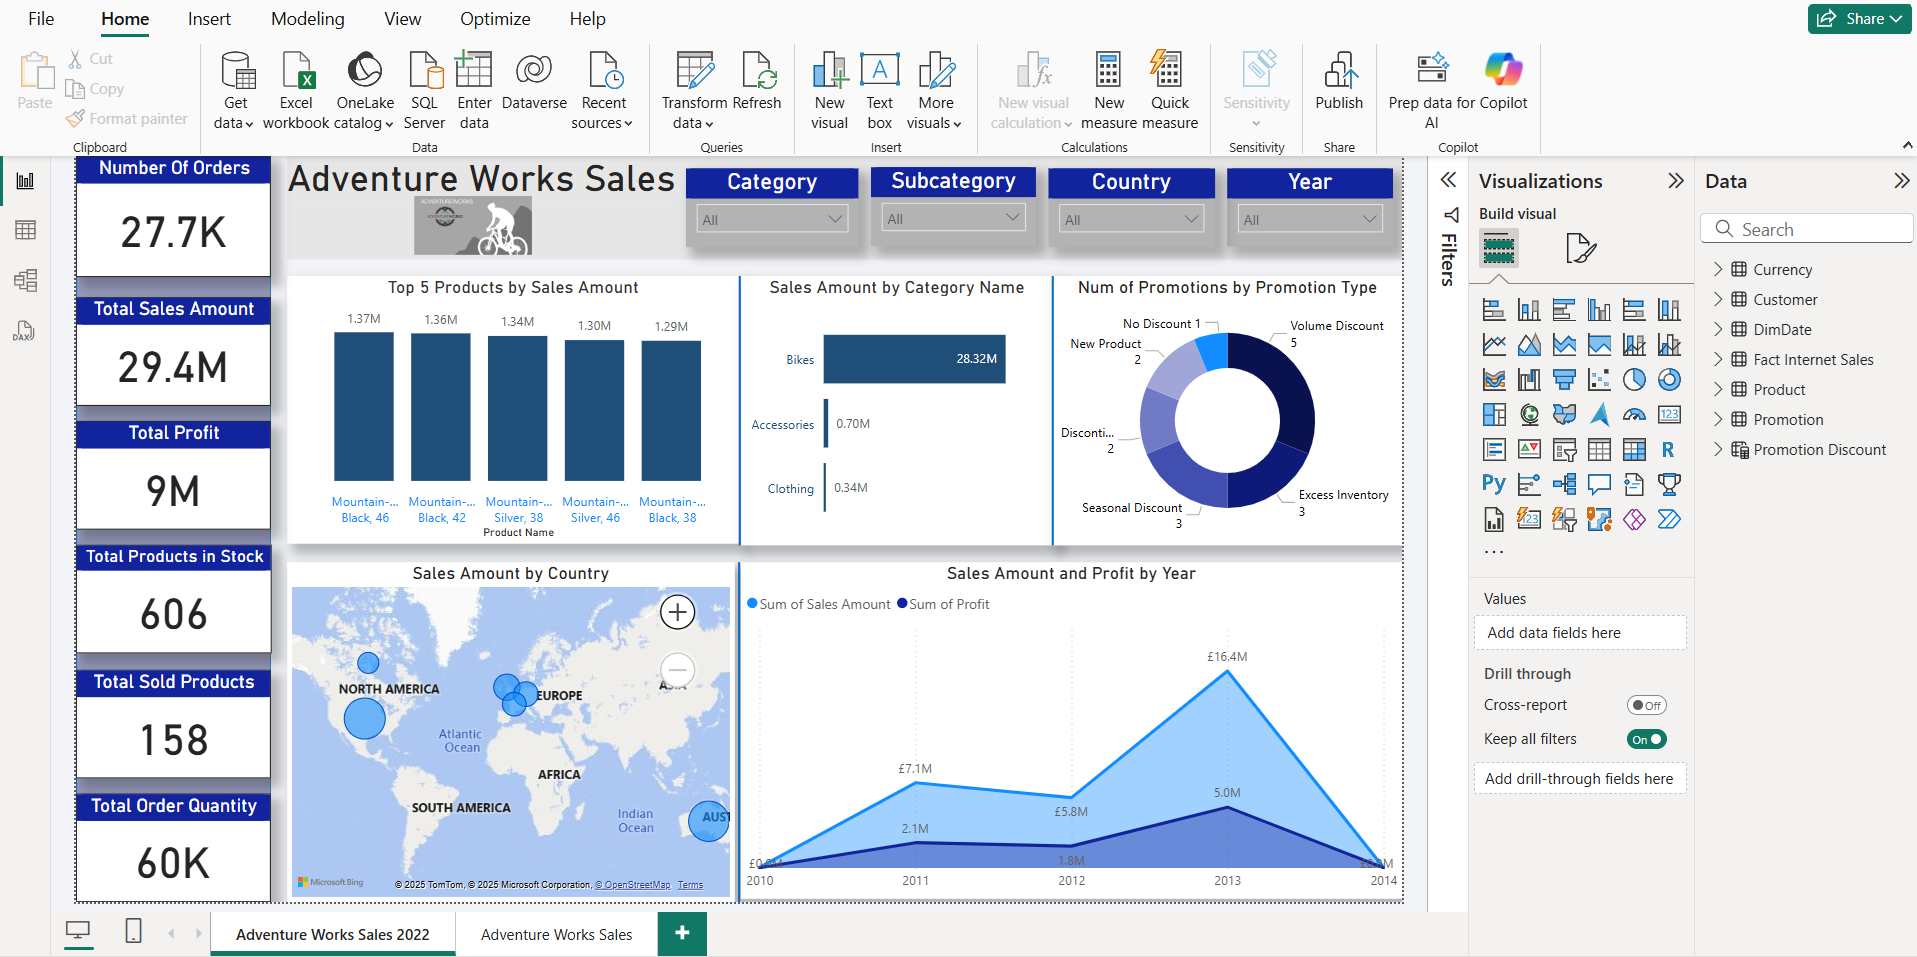 File
Home
Insert
Modeling
View
Optimize
Help
Share
Paste
Cut
Copy
Format painter
Clipboard
Get data
Excel workbook
OneLake catalog
SQL Server
Enter data
Dataverse
Recent sources
Data
Transform data
Refresh
Queries
New visual
Text box
More visuals
Insert
New visual calculation
New measure
Quick measure
Calculations
Sensitivity
Sensitivity
Publish
Share
Prep data for AI
Copilot
Copilot
Number Of Orders
27.7K
Total Sales Amount
29.4M
Total Profit
9M
Total Products in Stock
606
Total Sold Products
158
Total Order Quantity
60K
Adventure Works Sales
ADVENTUREWORKS
Category
All
Subcategory
All
Country
All
Year
All
Top 5 Products by Sales Amount
1.37M
1.36M
1.34M
1.30M
1.29M
Mountain-... Black, 46
Mountain-... Black, 42
Mountain-... Silver, 38
Mountain-... Silver, 46
Mountain-... Black, 38
Product Name
Sales Amount by Category Name
Bikes
28.32M
Accessories
0.70M
Clothing
0.34M
Num of Promotions by Promotion Type
No Discount 1
Volume Discount
5
New Product
2
Disconti...
2
Seasonal Discount
3
Excess Inventory
3
Sales Amount by Country
NORTH AMERICA
EUROPE
Atlantic
Ocean
AFRICA
SOUTH AMERICA
Indian
Ocean
AUST
Microsoft Bing
© 2025 TomTom, © 2025 Microsoft Corporation, © OpenStreetMap Terms
Sales Amount and Profit by Year
Sum of Sales Amount
Sum of Profit
£16.4M
£7.1M
£5.8M
5.0M
2.1M
1.8M
2010
2011
2012
2013
2014
Filters
Visualizations
Build visual
123
R
Py
123
...
Values
Add data fields here
Drill through
Cross-report
Off
Keep all filters
On
Add drill-through fields here
Data
Search
Currency
Customer
DimDate
Fact Internet Sales
Product
Promotion
Promotion Discount
DAX
Adventure Works Sales 2022
Adventure Works Sales